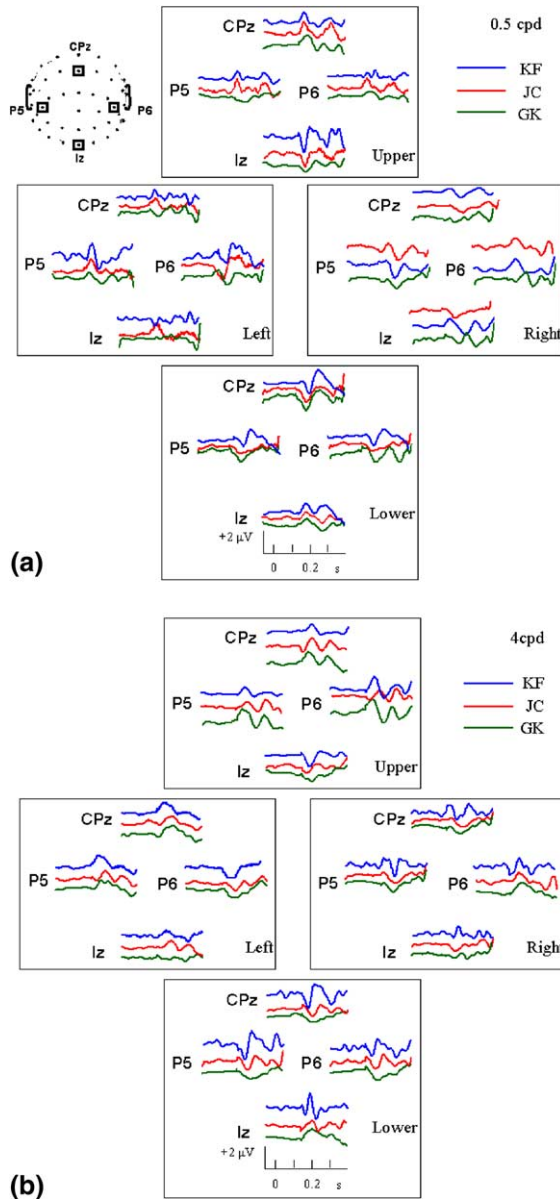 CPz
P5
P6
Iz
CPz
P5
P6
Iz
Upper
0.5 cpd
KF
JC
GK
CPz
P5
P6
Iz
Left
CPz
P5
P6
Iz
Right
CPz
P5
P6
Iz
Lower
+2 µV
0 0.2 s
(a)
CPz
P5
P6
Iz
Upper
4cpd
KF
JC
GK
CPz
P5
P6
Iz
Left
CPz
P5
P6
Iz
Right
CPz
P5
P6
Iz
Lower
+2 µV
0 0.2 s
(b)